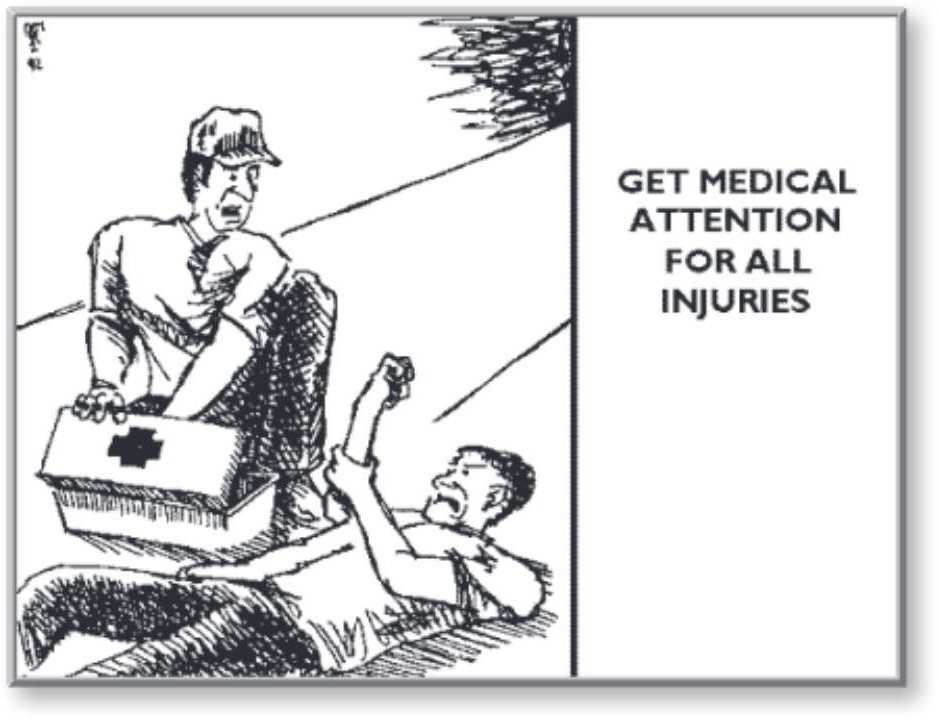 GET MEDICAL
ATTENTION
FOR ALL
INJURIES